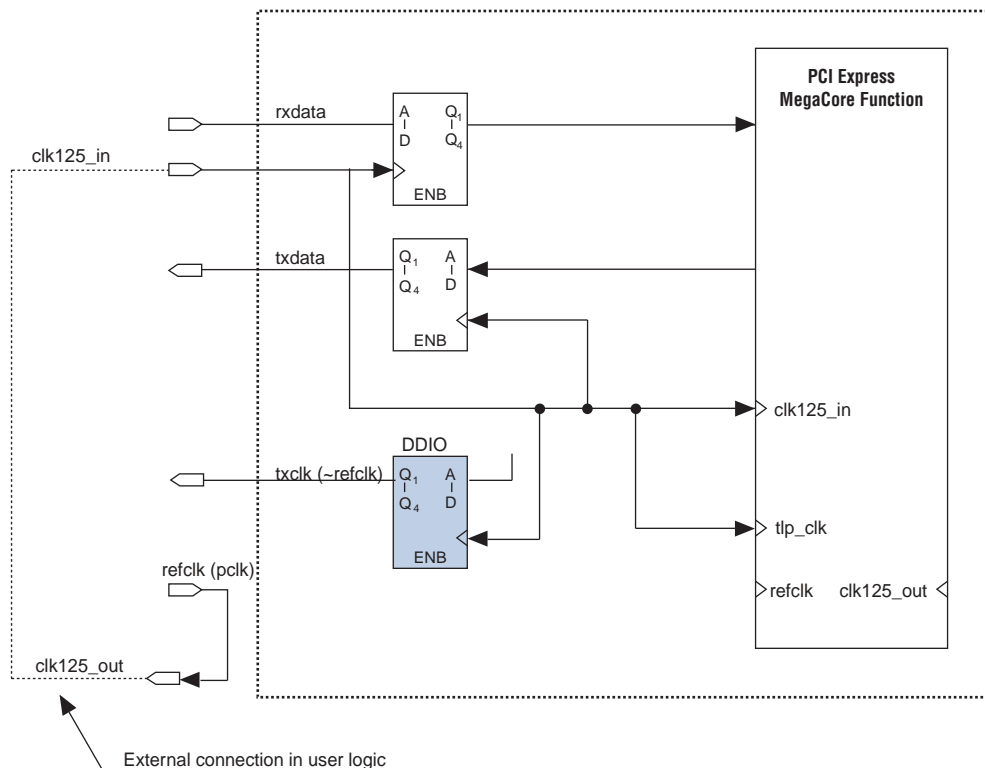 PCI Express
MegaCore Function
rxdata
A
D
Q1
Q4
ENB
clk125_in
txdata
Q1
Q4
A
D
ENB
clk125_in
DDIO
txclk (~refclk)
Q1
Q4
A
D
ENB
tlp_clk
refclk (pclk)
refclk
clk125_out
clk125_out
External connection in user logic